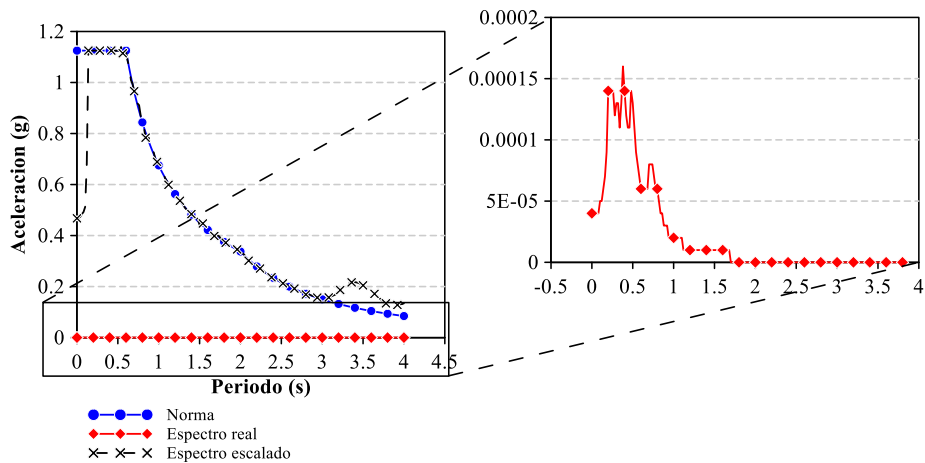 1.2
1
0.8
0.6
0.4
0.2
0
Aceleracion (g)
0 0.5 1 1.5 2 2.5 3 3.5 4 4.5
Periodo (s)
Norma
Espectro real
Espectro escalado
0.0002
0.00015
0.0001
5E-05
0
-0.5 0 0.5 1 1.5 2 2.5 3 3.5 4